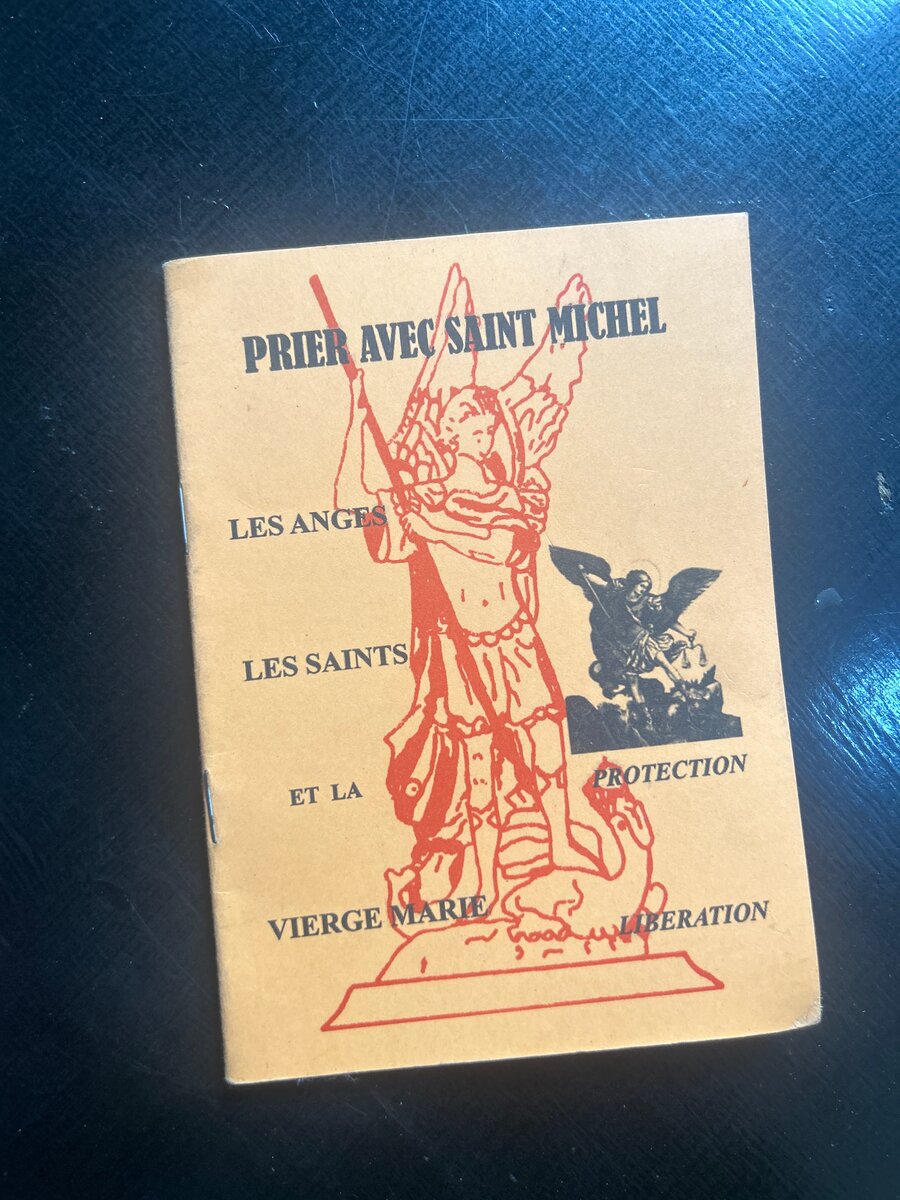 PRIER AVEC SAINT MICHEL
LES ANGES
LES SAINTS
ET LA
PROTECTION
VIERGE MARIE
LIBERATION